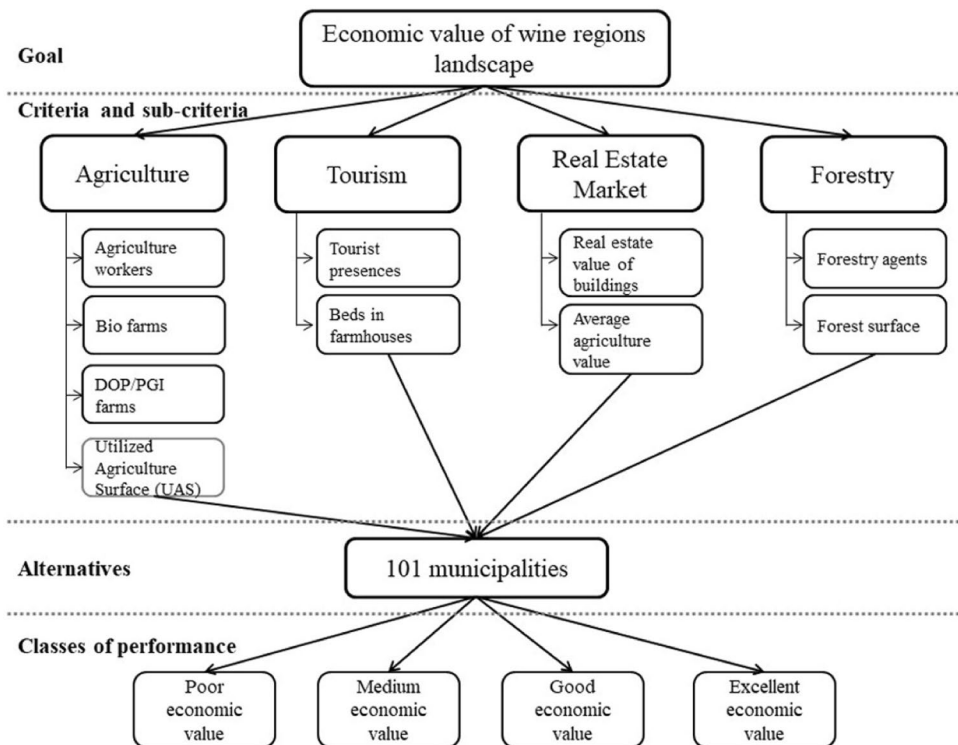 Goal
Economic value of wine regions
landscape
Criteria and sub-criteria
Agriculture
Agriculture
workers
Bio farms
DOP/PGI
farms
Utilized
Agriculture
Surface (UAS)
Tourism
Tourist
presences
Beds in
farmhouses
Real Estate
Market
Real estate
value of
buildings
Average
agriculture
value
Forestry
Forestry agents
Forest surface
Alternatives
101 municipalities
Classes of performance
Poor
economic
value
Medium
economic
value
Good
economic
value
Excellent
economic
value